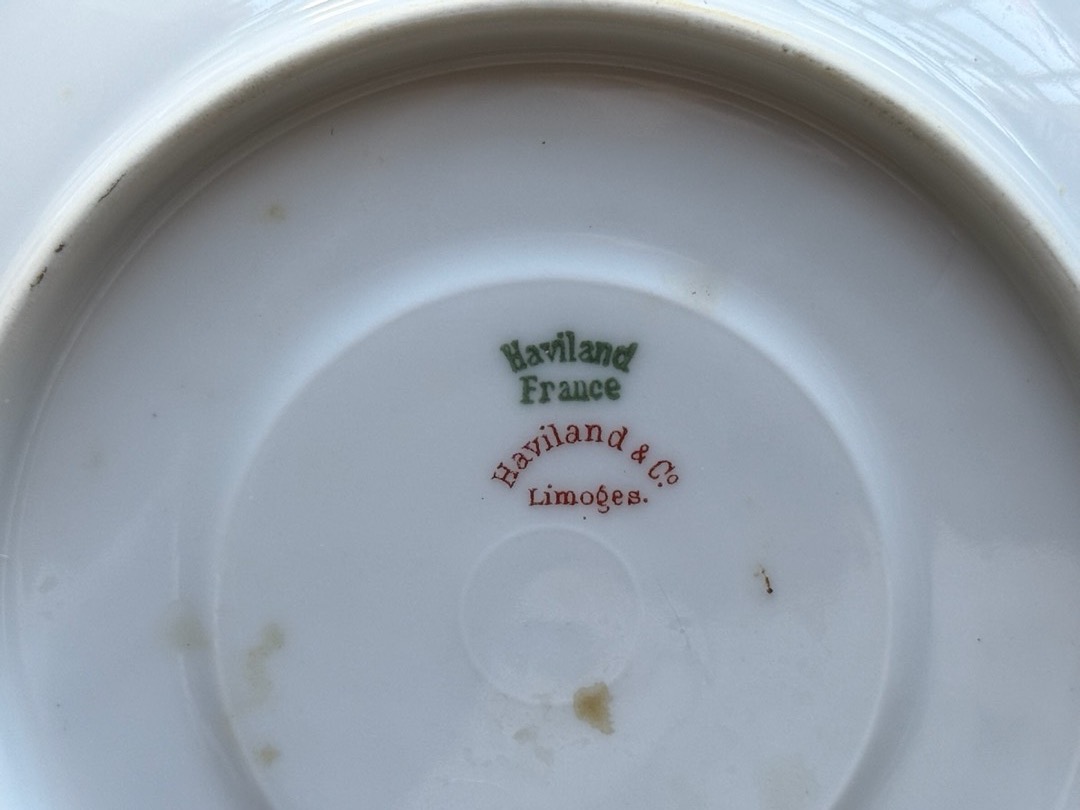 Haviland
France
Haviland & Co.
Limoges.